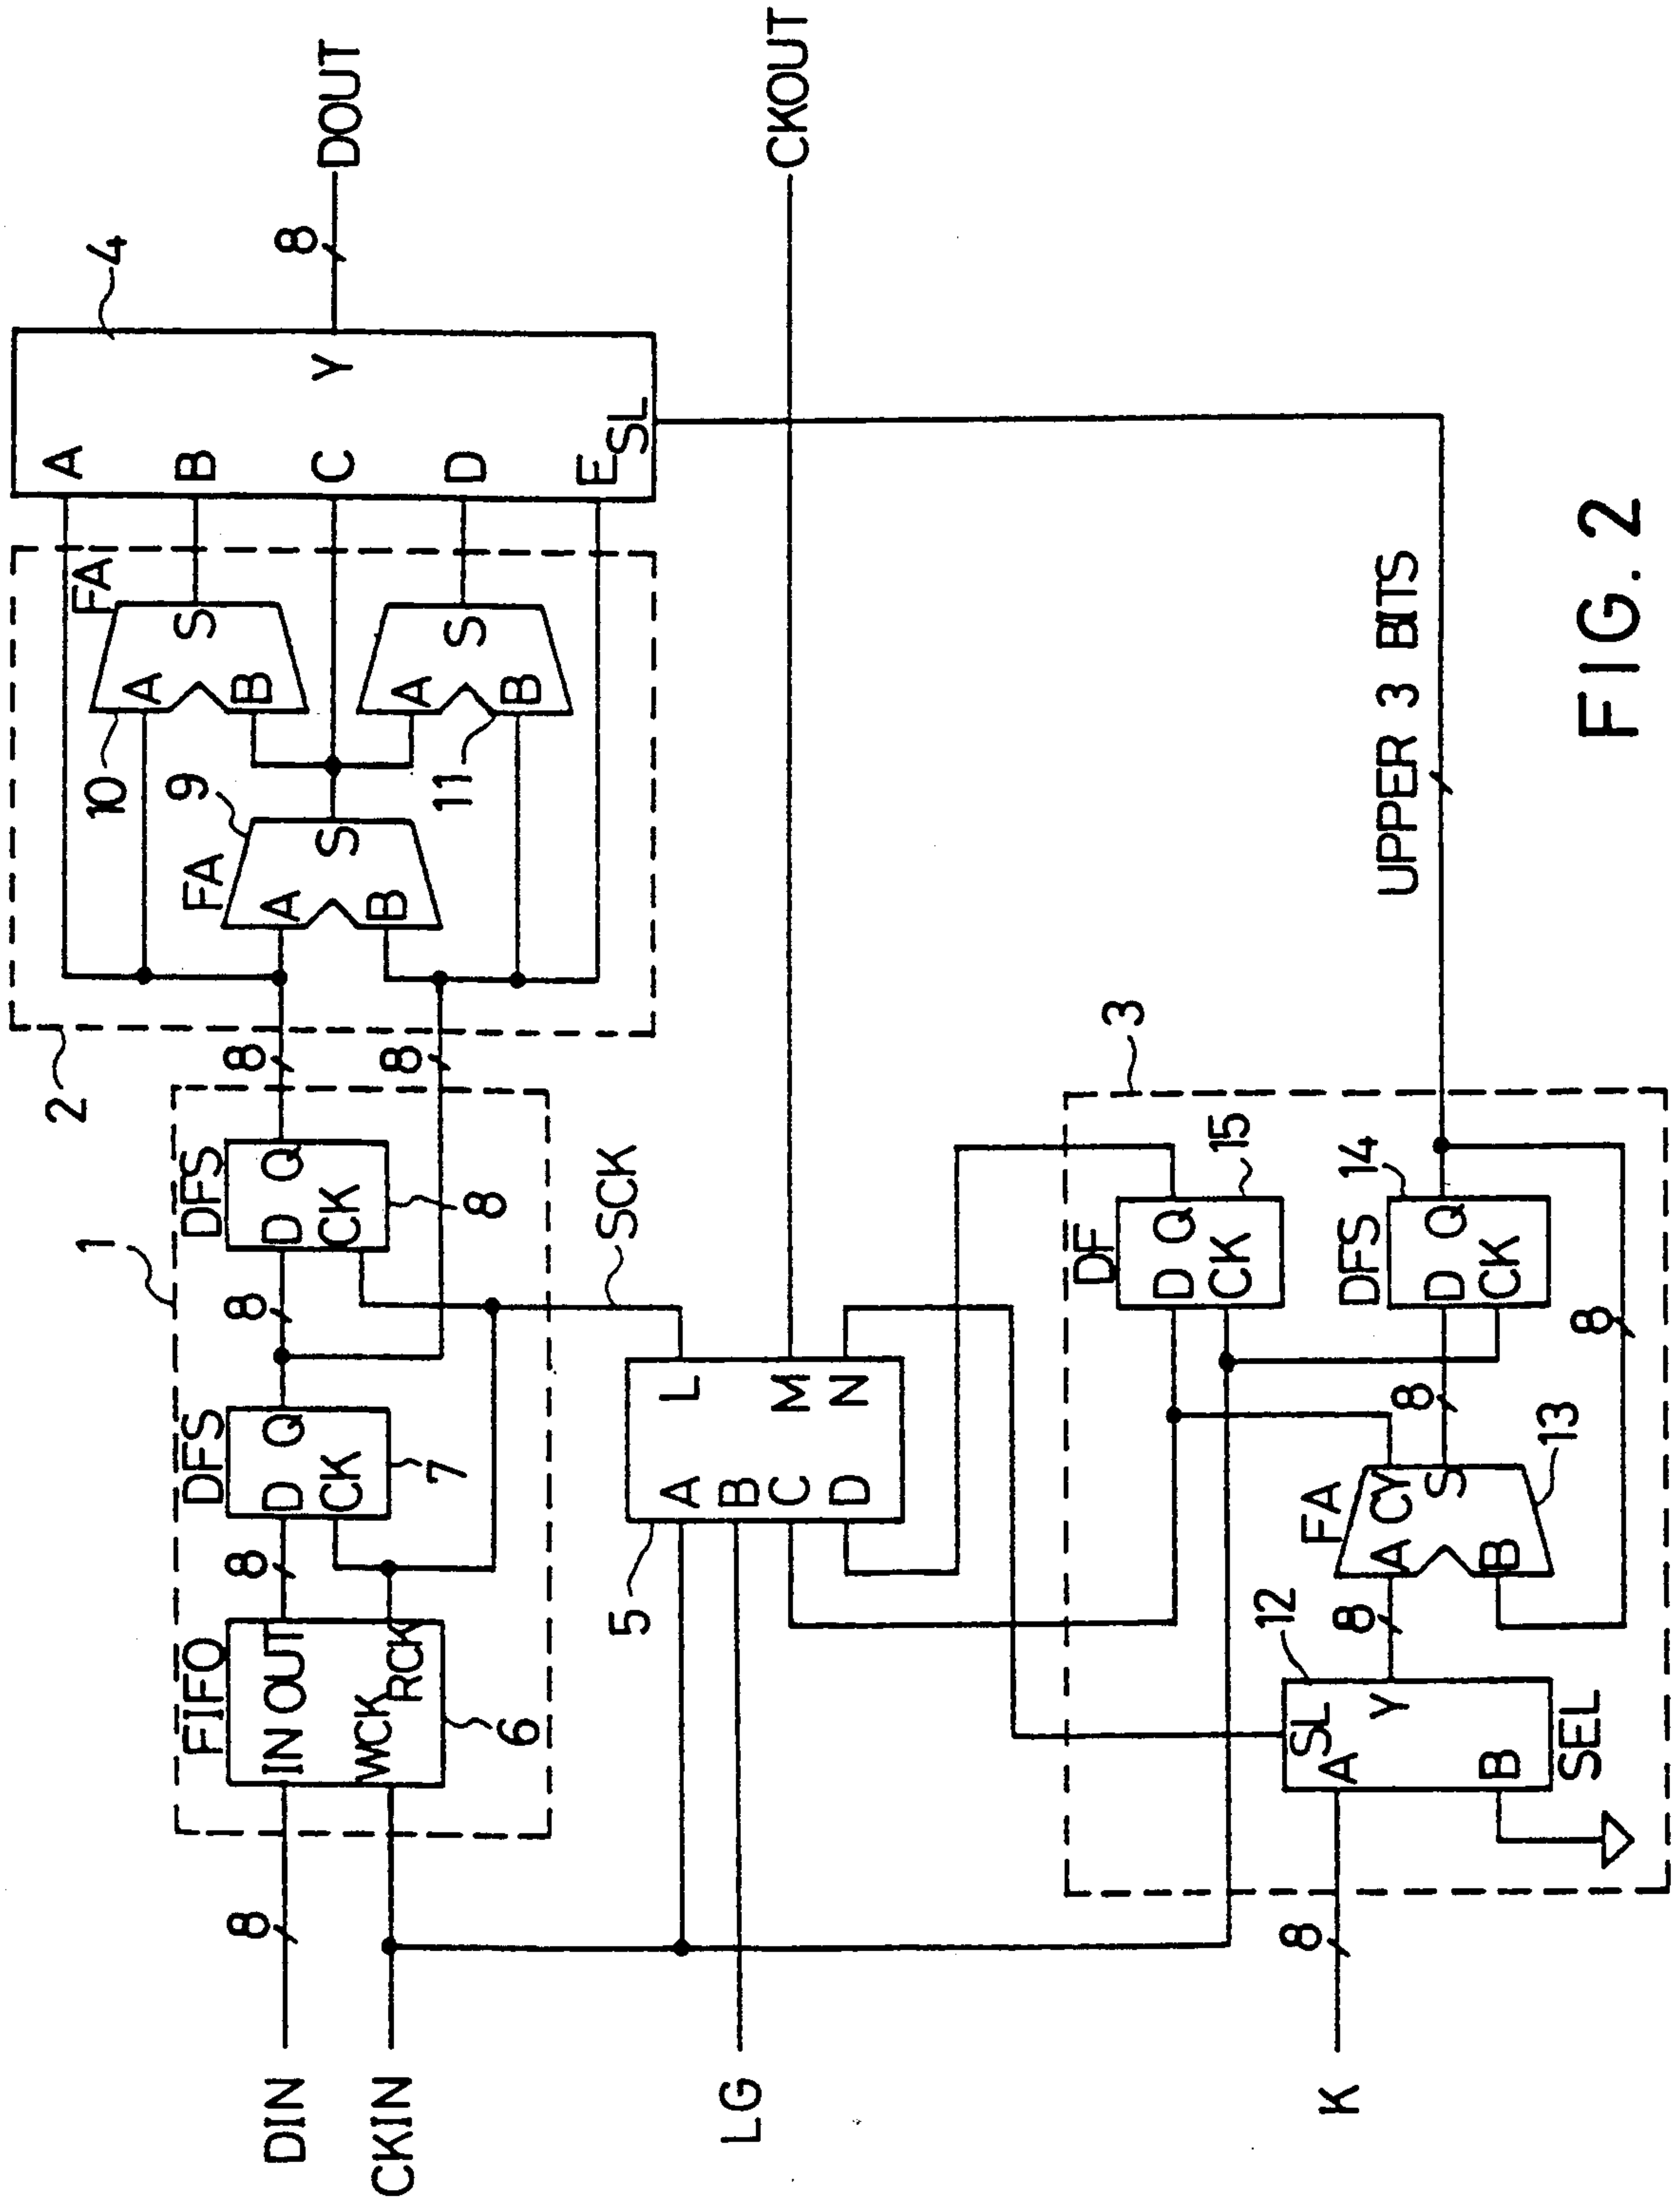 DIN
CKIN
LG
K
8
8
1
FIFO
IN OUT
WCK
RCK
6
8
DFS
D Q
CK
7
8
DFS
D Q
CK
8
8
8
SCK
2
FA
A
B
S
9
FA
A
B
S
10
A
B
S
11
A
B
C
D
E
SL
Y
4
8
DOUT
CKOUT
5
A
B
C
D
L
M
N
3
12
SL
A
Y
B
SEL
8
FA
A CY
B
S
13
8
DF
D Q
CK
15
DFS
D Q
CK
14
8
UPPER 3 BITS
FIG. 2